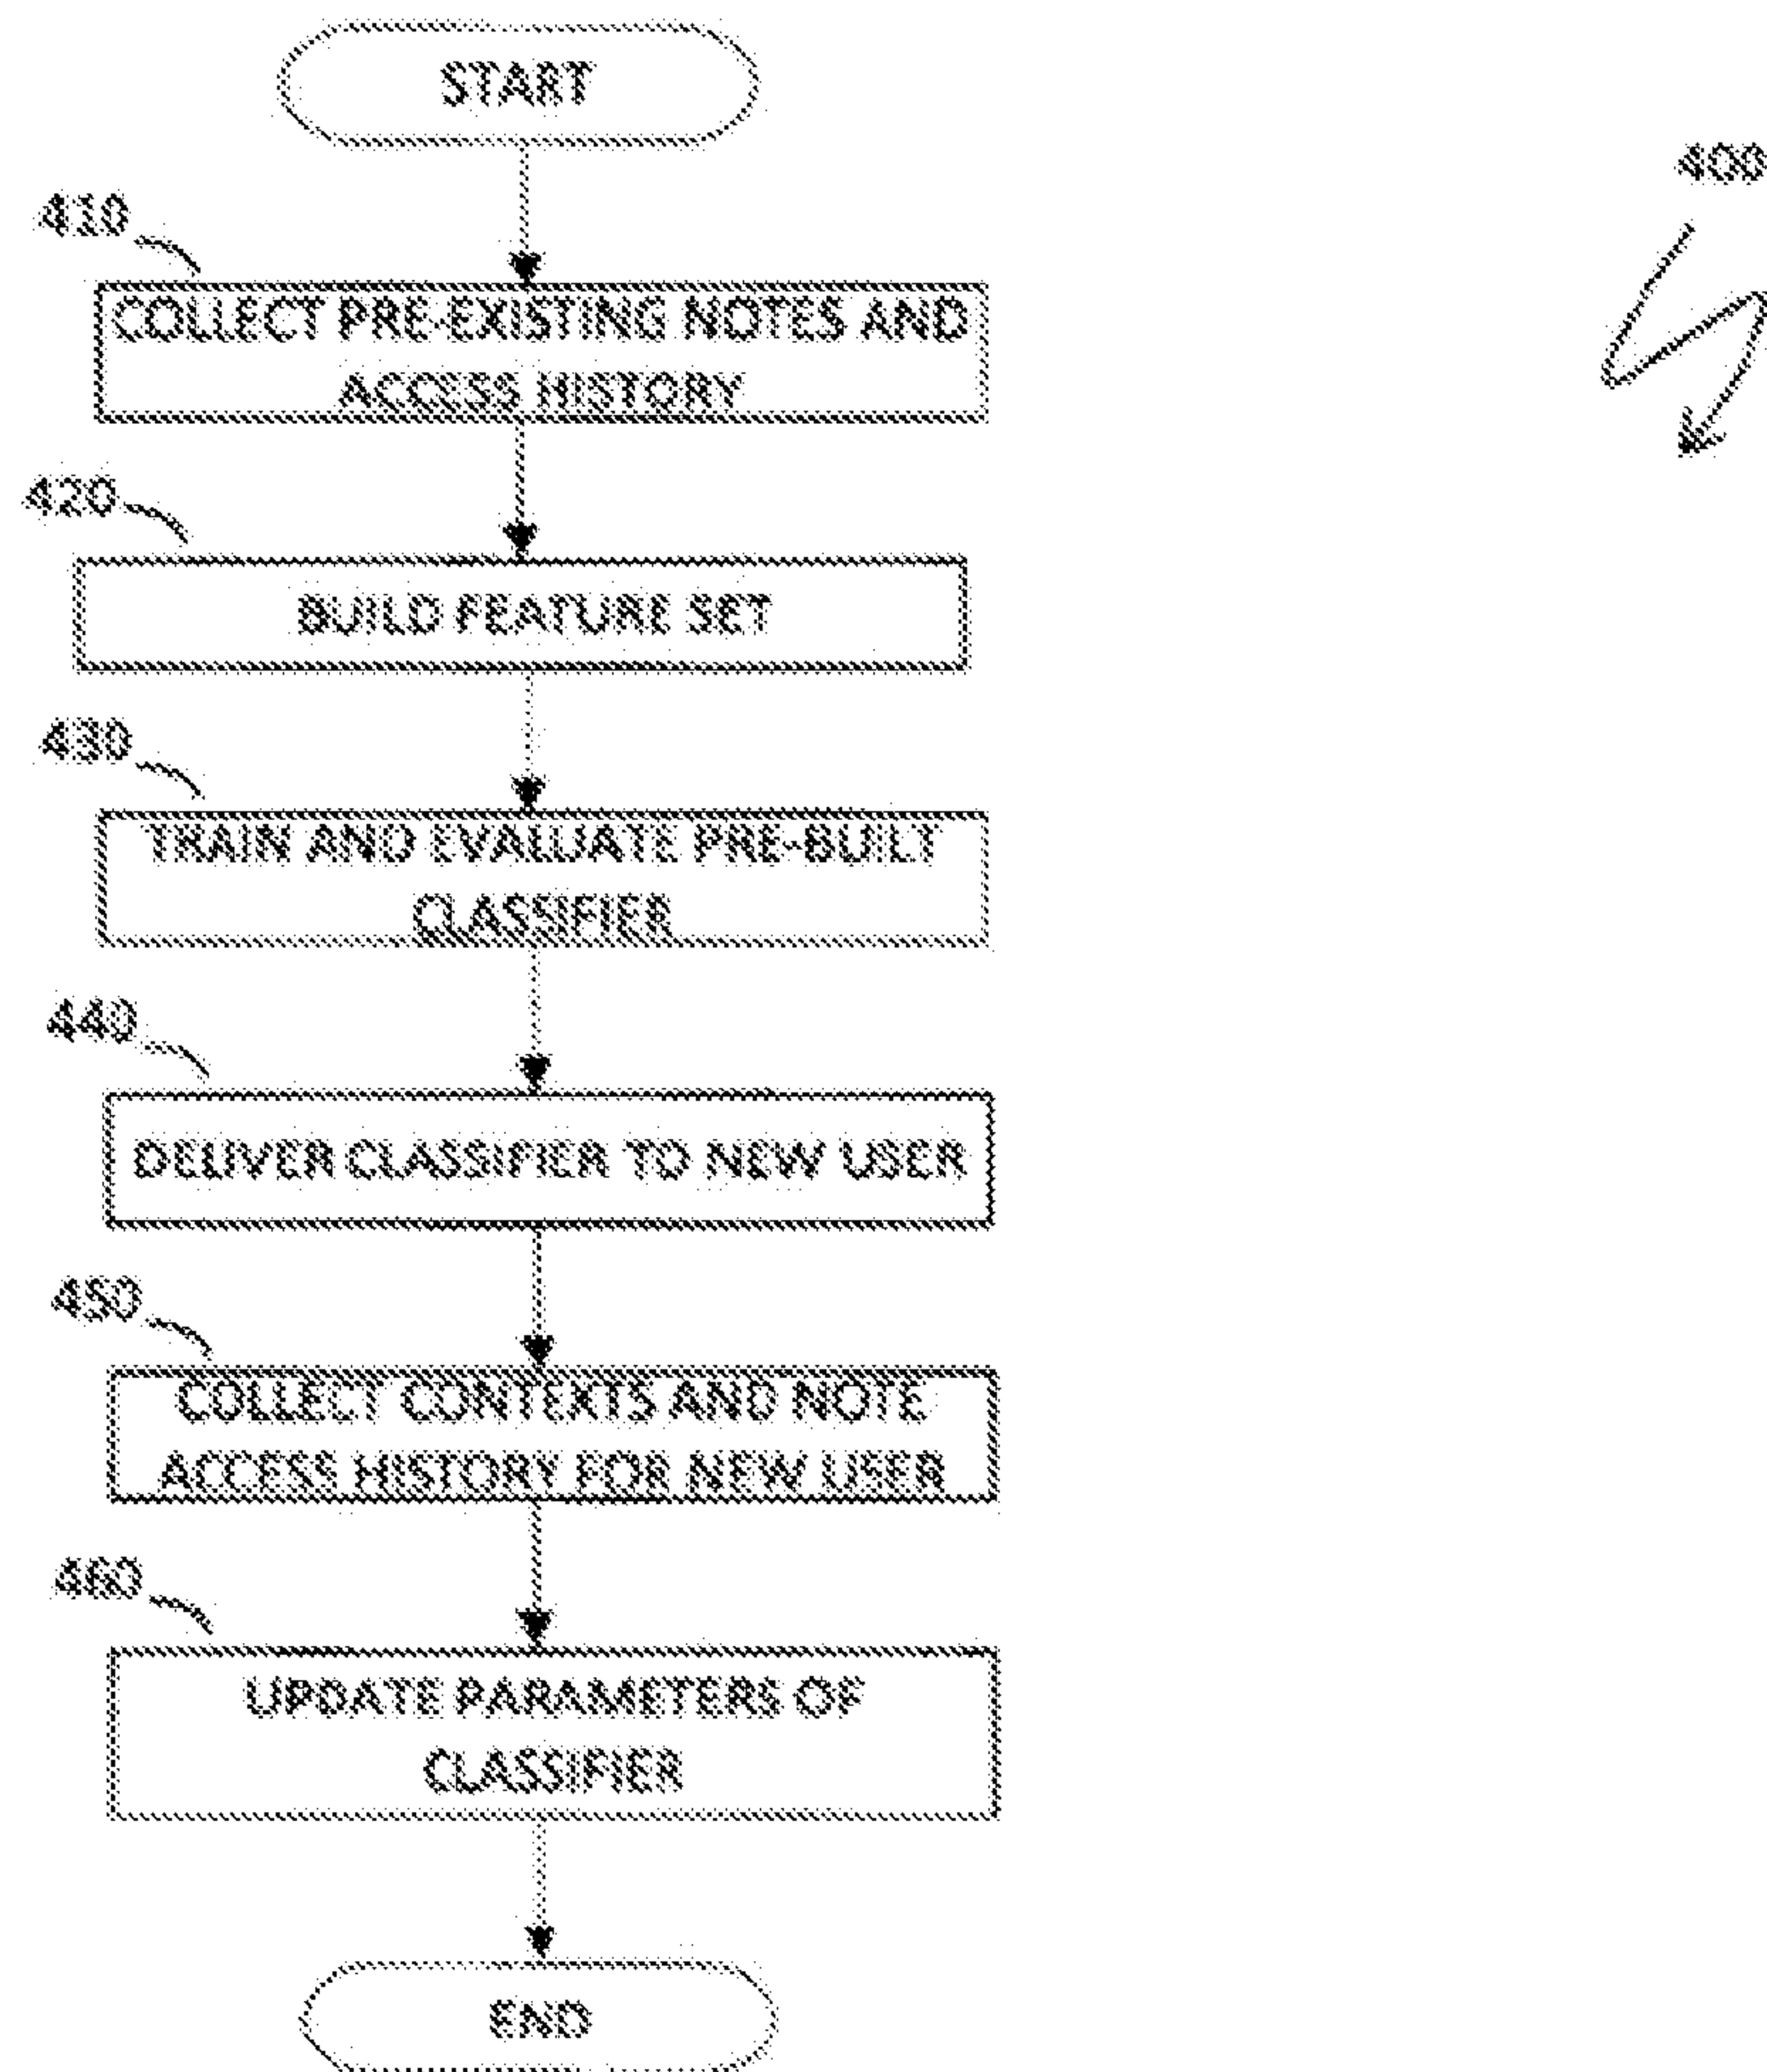 START
400
410
COLLECT PRE-EXISTING NOTES AND
ACCESS HISTORY
420
BUILD FEATURE SET
430
TRAIN AND EVALUATE PRE-BUILT
CLASSIFIER
440
DELIVER CLASSIFIER TO NEW USER
450
COLLECT CONTEXTS AND NOTE
ACCESS HISTORY FOR NEW USER
460
UPDATE PARAMETERS OF
CLASSIFIER
END